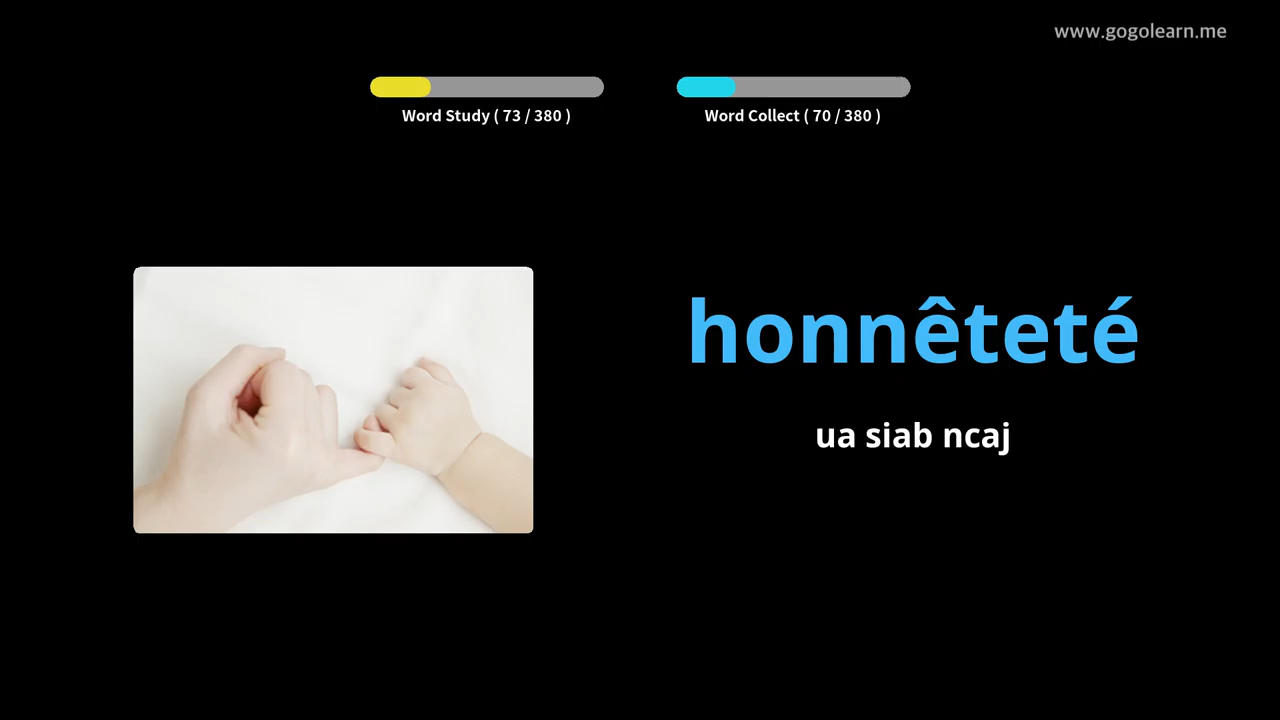 www.gogolearn.me
Word Study ( 73 / 380 )
Word Collect ( 70 / 380 )
honnêteté
ua siab ncaj